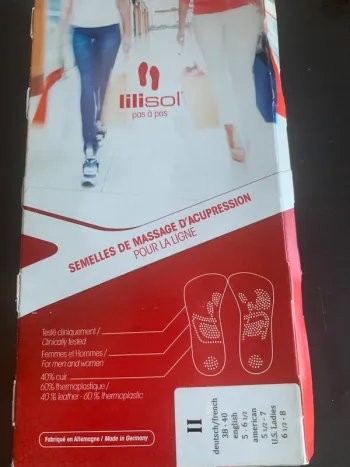 lilisol
pas à pas
SEMELLES DE MASSAGE D'ACUPRESSION
POUR LA LIGNE
Testé cliniquement /
Clinically tested
Femmes et Hommes /
For men and women
40% cuir
60% thermoplastique /
40 % leather - 60 % thermoplastic
Fabriqué en Allemagne / Made in Germany
II
deutsch/french
38 - 40
english
5 - 6 1/2
american
5 1/2 - 7
U.S. Ladies
6 1/2 - 8